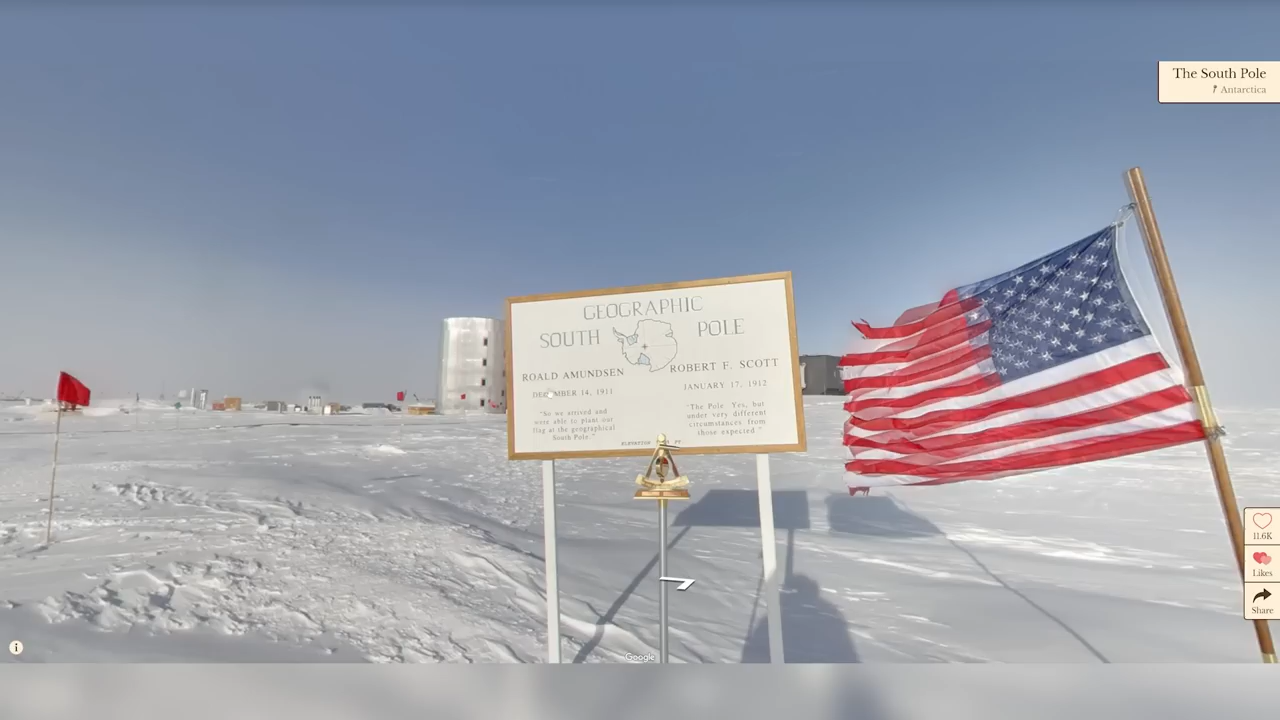 The South Pole
Antarctica
GEOGRAPHIC
SOUTH POLE
ROALD AMUNDSEN
DECEMBER 14, 1911
"So we arrived and
were able to plant our
flag at the geographical
South Pole."
ROBERT F. SCOTT
JANUARY 17, 1912
"The Pole. Yes, but
under very different
circumstances from
those expected."
ELEVATION FT.
11.6K
Likes
Share
Google
i